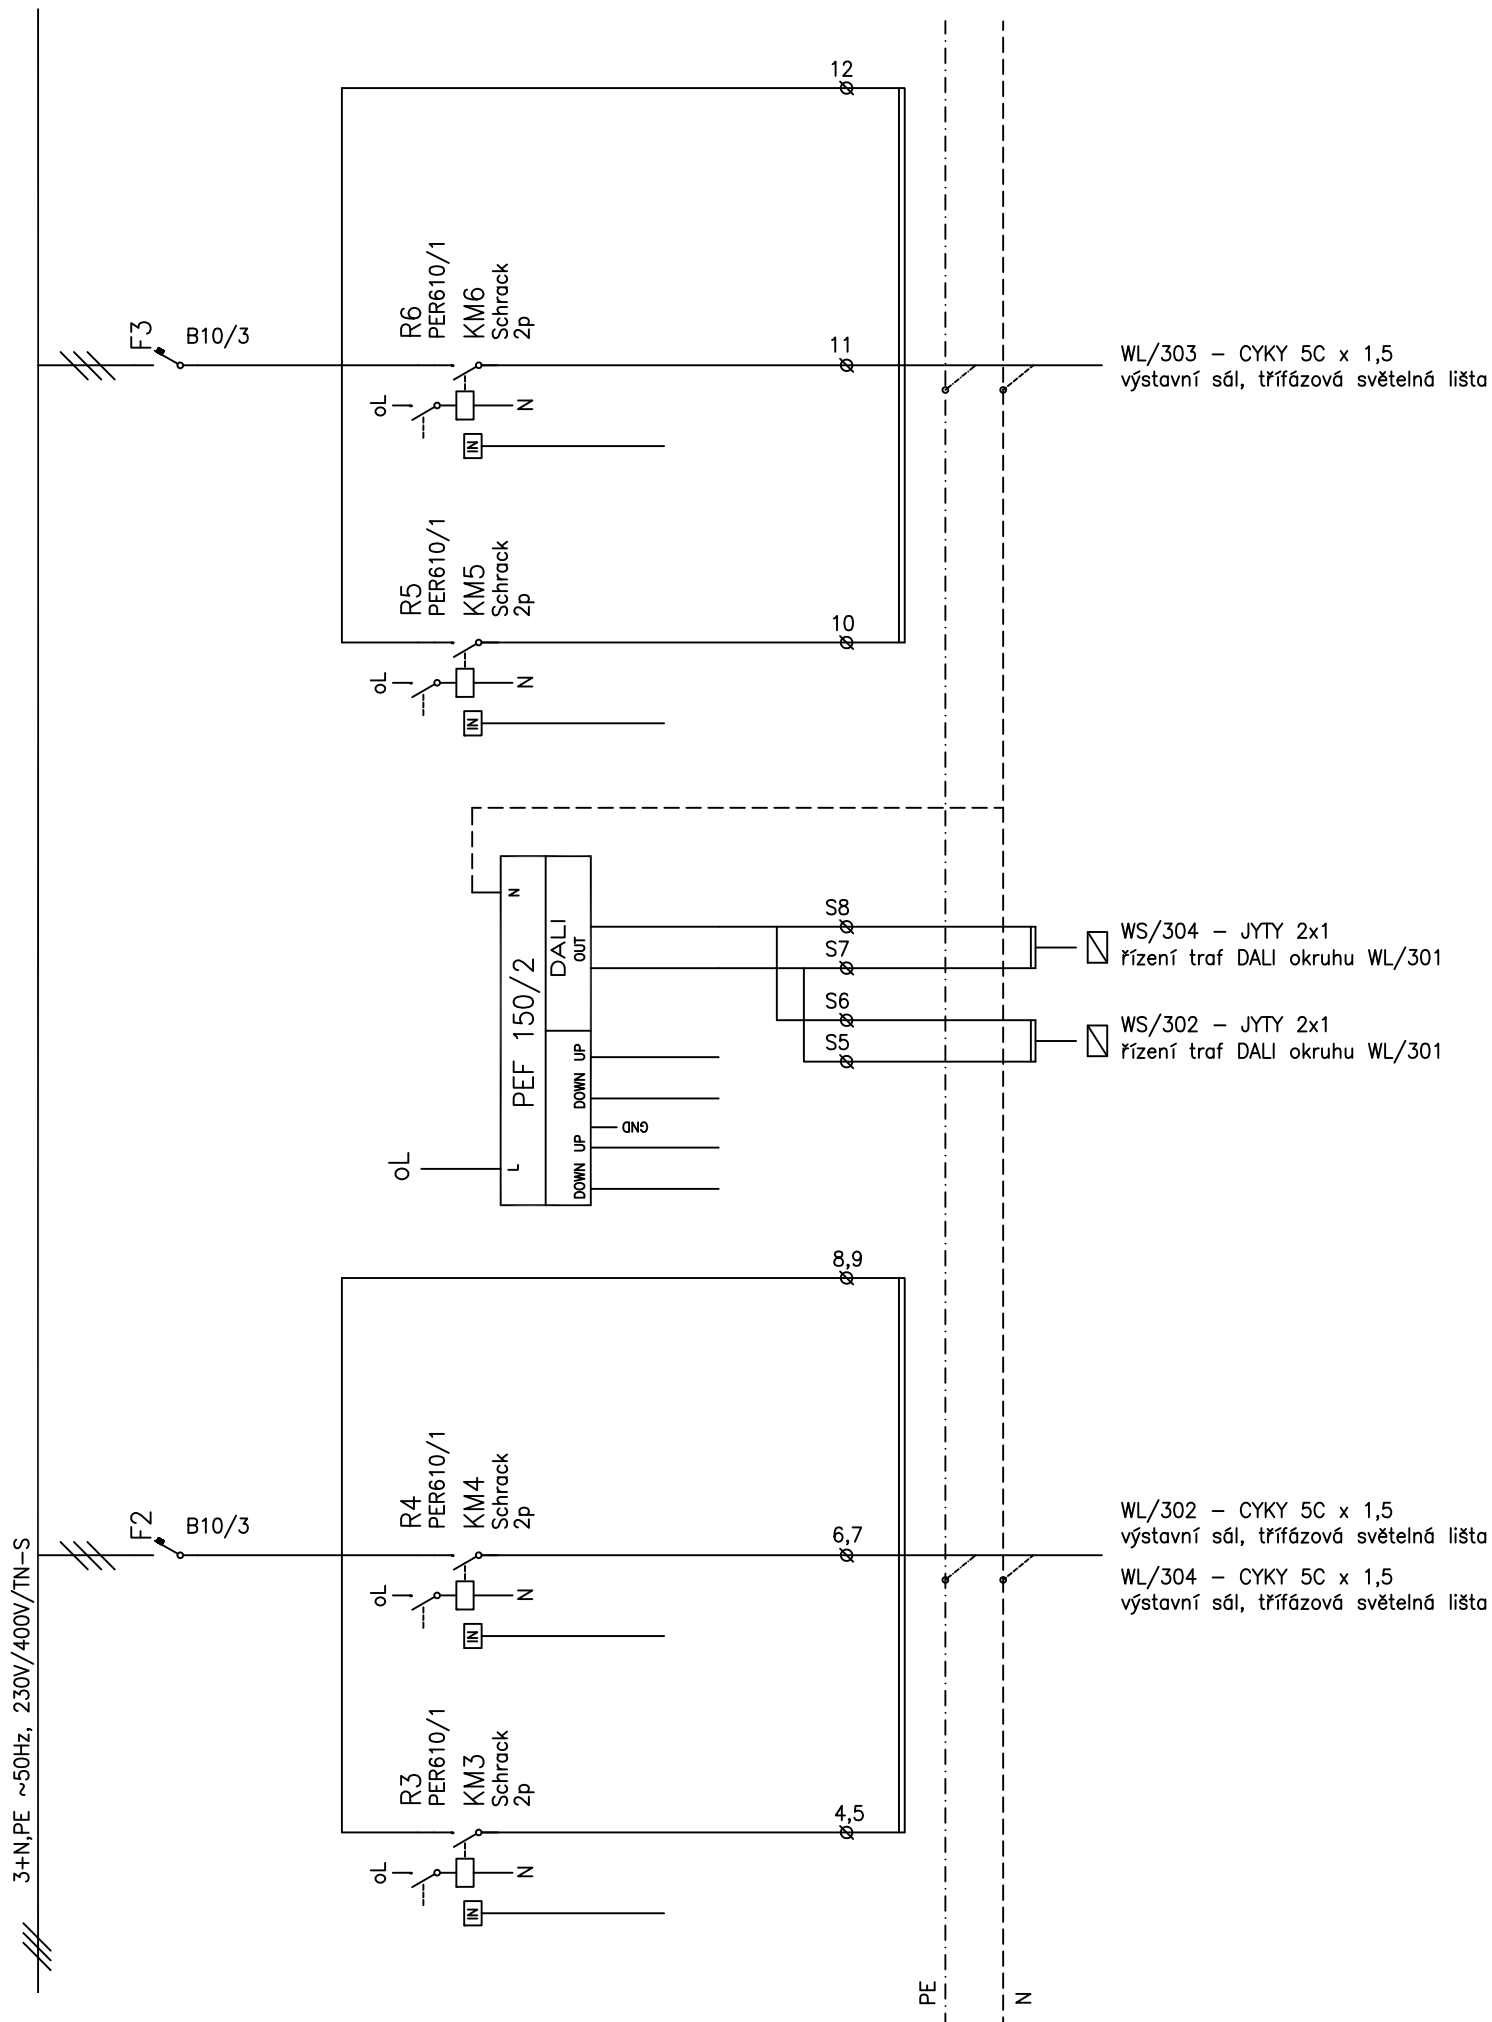 12
R6
PER610/1
KM6
Schrack
2p
F3
B10/3
11
WL/303 – CYKY 5C x 1,5
výstavní sál, třífázová světelná lišta
oL
N
IN
R5
PER610/1
KM5
Schrack
2p
10
oL
N
IN
N
PEF 150/2
DALI
OUT
S8
S7
S6
S5
WS/304 – JYTY 2x1
řízení traf DALI okruhu WL/301
WS/302 – JYTY 2x1
řízení traf DALI okruhu WL/301
UP
DOWN
GND
UP
DOWN
L
oL
8,9
R4
PER610/1
KM4
Schrack
2p
F2
B10/3
6,7
WL/302 – CYKY 5C x 1,5
výstavní sál, třífázová světelná lišta
WL/304 – CYKY 5C x 1,5
výstavní sál, třífázová světelná lišta
oL
N
IN
3+N,PE ~50Hz, 230V/400V/TN–S
R3
PER610/1
KM3
Schrack
2p
4,5
oL
N
IN
PE
N